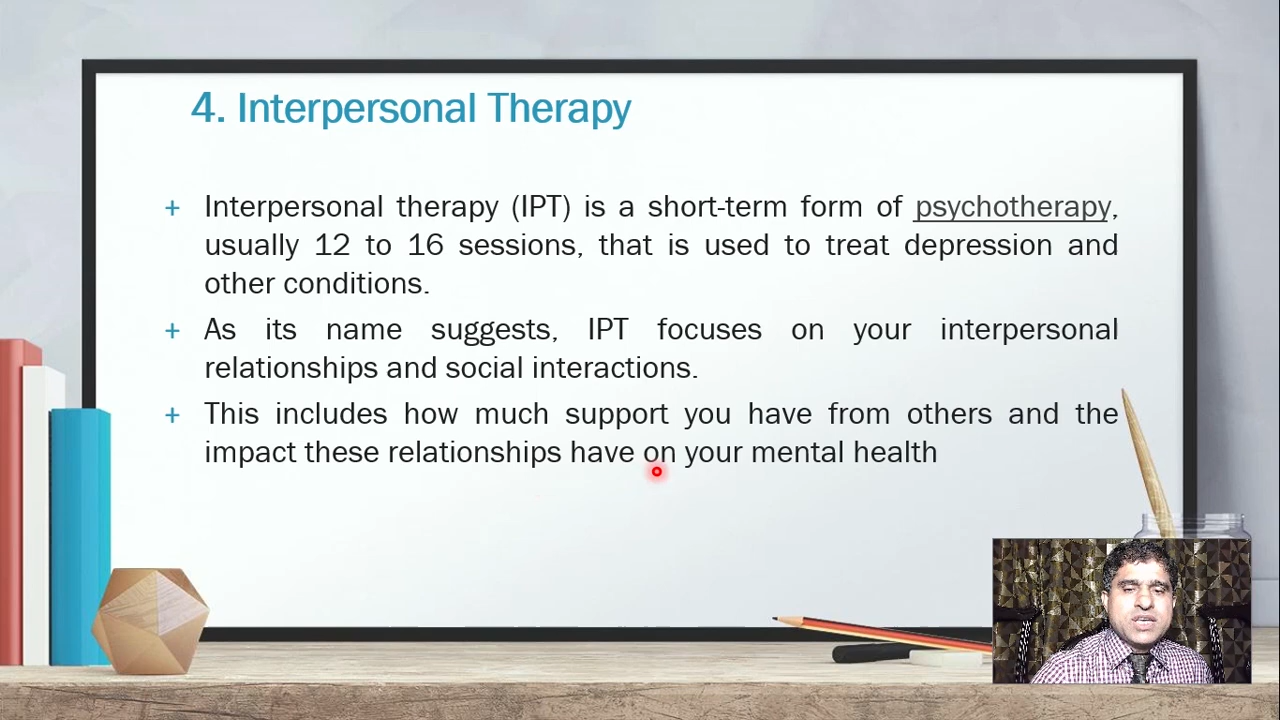 4. Interpersonal Therapy
+ Interpersonal therapy (IPT) is a short-term form of psychotherapy,
usually 12 to 16 sessions, that is used to treat depression and
other conditions.
+ As its name suggests, IPT focuses on your interpersonal
relationships and social interactions.
+ This includes how much support you have from others and the
impact these relationships have on your mental health